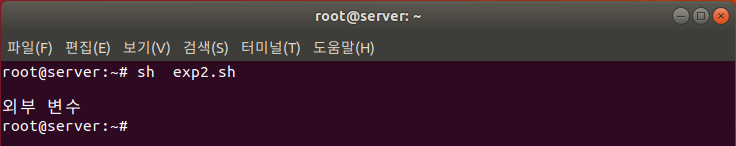 root@server: ~
파일(F) 편집(E) 보기(V) 검색(S) 터미널(T) 도움말(H)
root@server:~# sh  exp2.sh
외부 변수
root@server:~#